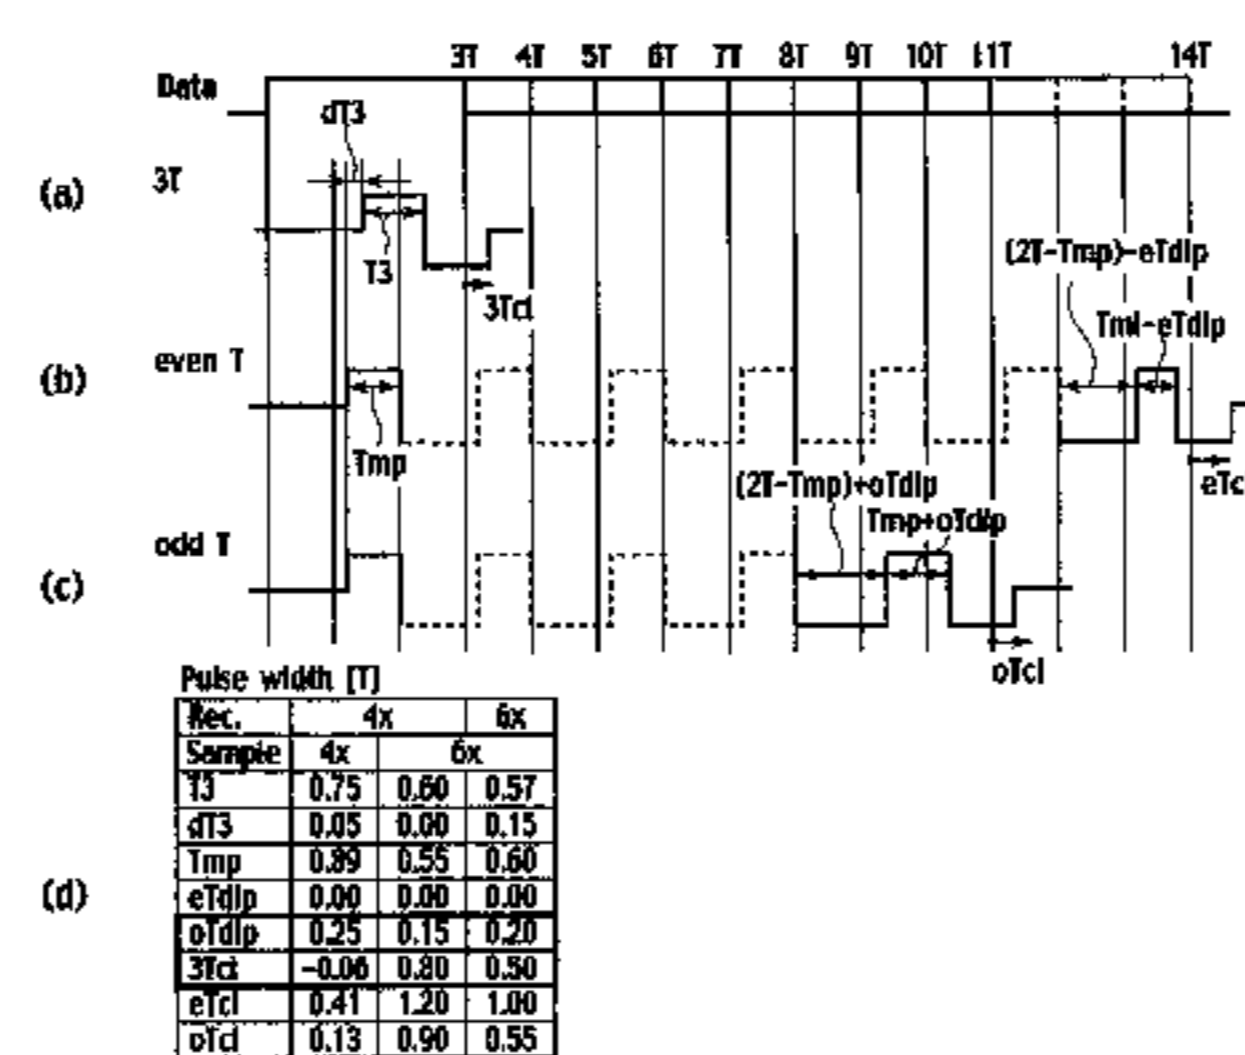 3T 4T 5T 6T 7T 8T 9T 10T 11T 14T
Data
dT3
(a) 3T
T3
3Tcl
(2T-Tmp)-eTdlp
Tml-eTdlp
(b) even T
Tmp
eTc
(2T-Tmp)+oTdlp
Tmp+oTdlp
(c) odd T
oTcl
Pulse width [T]
Rec. 4x 6x
Sample 4x 6x
T3 0.75 0.60 0.57
dT3 0.05 0.00 0.15
Tmp 0.89 0.55 0.60
(d) eTdlp 0.00 0.00 0.00
oTdlp 0.25 0.15 0.20
3Tct -0.06 0.80 0.50
eTcl 0.41 1.20 1.00
oTcl 0.13 0.90 0.55